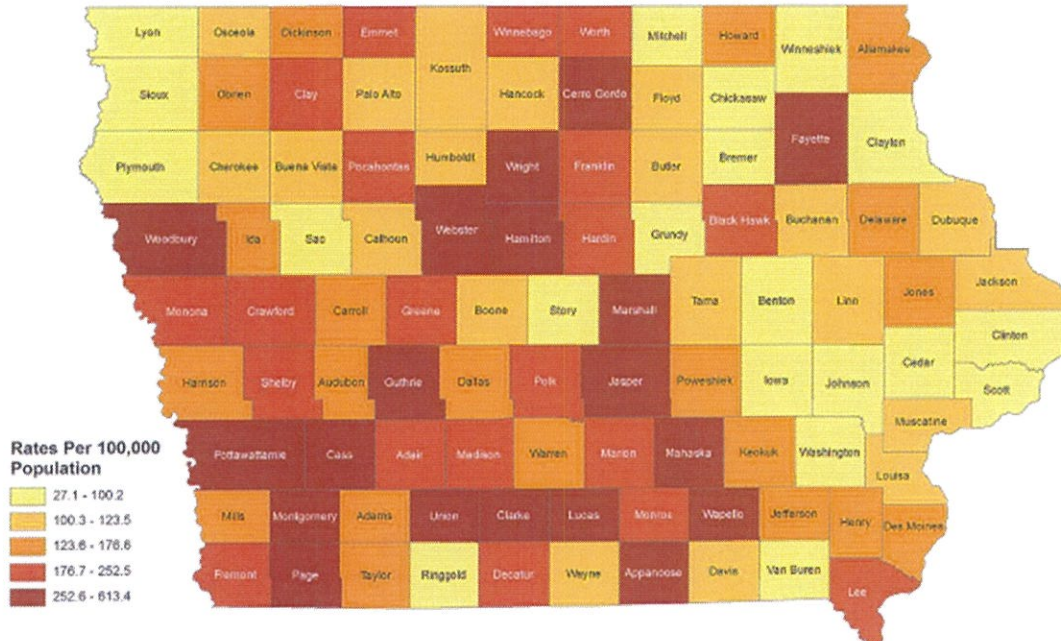 Lyon Osceola Dickinson Emmet Winnebago Worth Mitchell Howard Winneshiek Allamakee
Kossuth
Sioux Obrien Clay Palo Alto Hancock Cerro Gordo Floyd Chickasaw
Fayette Clayton
Plymouth Cherokee Buena Vista Pocahontas Humboldt Wright Franklin Butler Bremer
Woodbury Ida Sac Calhoun Webster Hamilton Hardin Grundy Black Hawk Buchanan Delaware Dubuque
Monona Crawford Carroll Greene Boone Story Marshall Tama Benton Linn Jones Jackson
Clinton
Harrison Shelby Audubon Guthrie Dallas Polk Jasper Poweshiek Iowa Johnson Cedar Scott
Muscatine
Pottawattamie Cass Adair Madison Warren Marion Mahaska Keokuk Washington Louisa
Mills Montgomery Adams Union Clarke Lucas Monroe Wapello Jefferson Henry Des Moines
Fremont Page Taylor Ringgold Decatur Wayne Appanoose Davis Van Buren Lee
Rates Per 100,000
Population
27.1 - 100.2
100.3 - 123.5
123.6 - 176.6
176.7 - 252.5
252.6 - 613.4